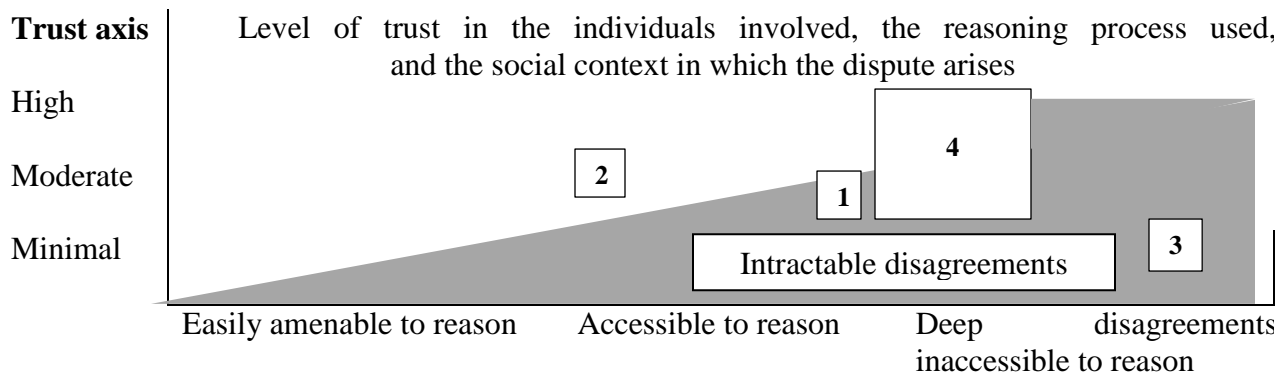 Trust axis Level of trust in the individuals involved, the reasoning process used,
and the social context in which the dispute arises
High
4
Moderate
2
1
Minimal
3
Intractable disagreements
Easily amenable to reason Accessible to reason Deep disagreements
inaccessible to reason